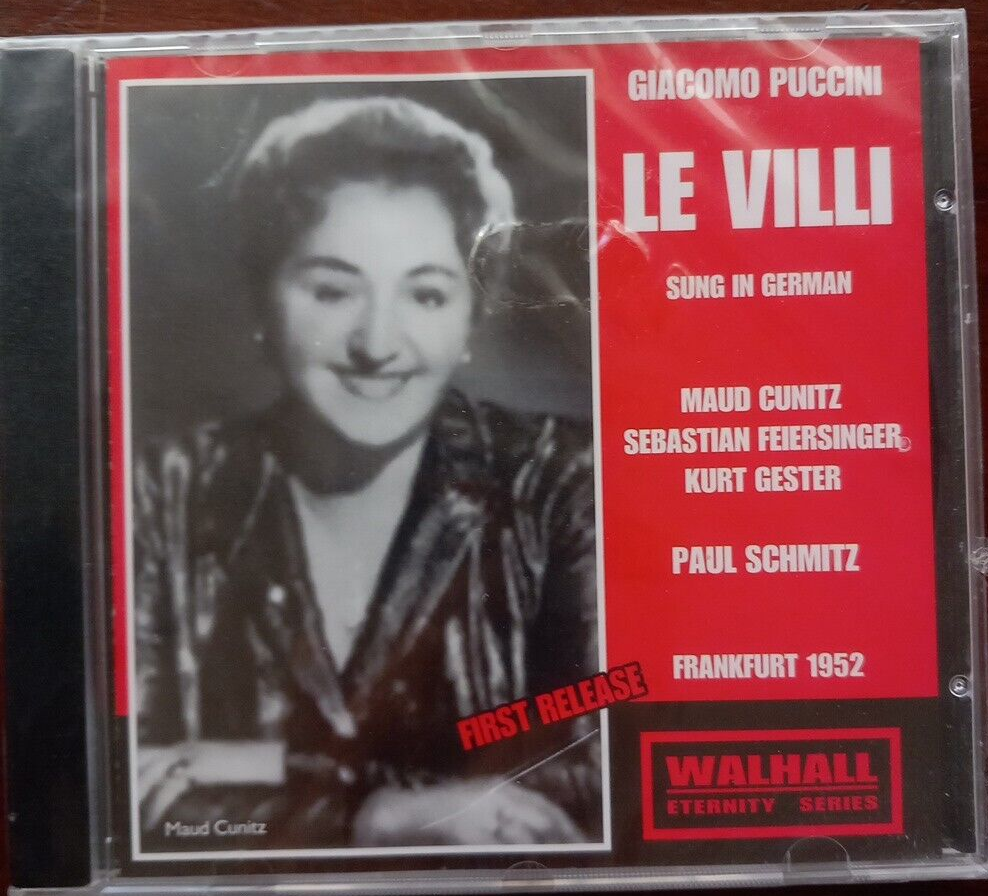 GIACOMO PUCCINI
LE VILLI
SUNG IN GERMAN
MAUD CUNITZ
SEBASTIAN FEIERSINGER
KURT GESTER
PAUL SCHMITZ
FRANKFURT 1952
FIRST RELEASE
WALHALL
ETERNITY SERIES
Maud Cunitz